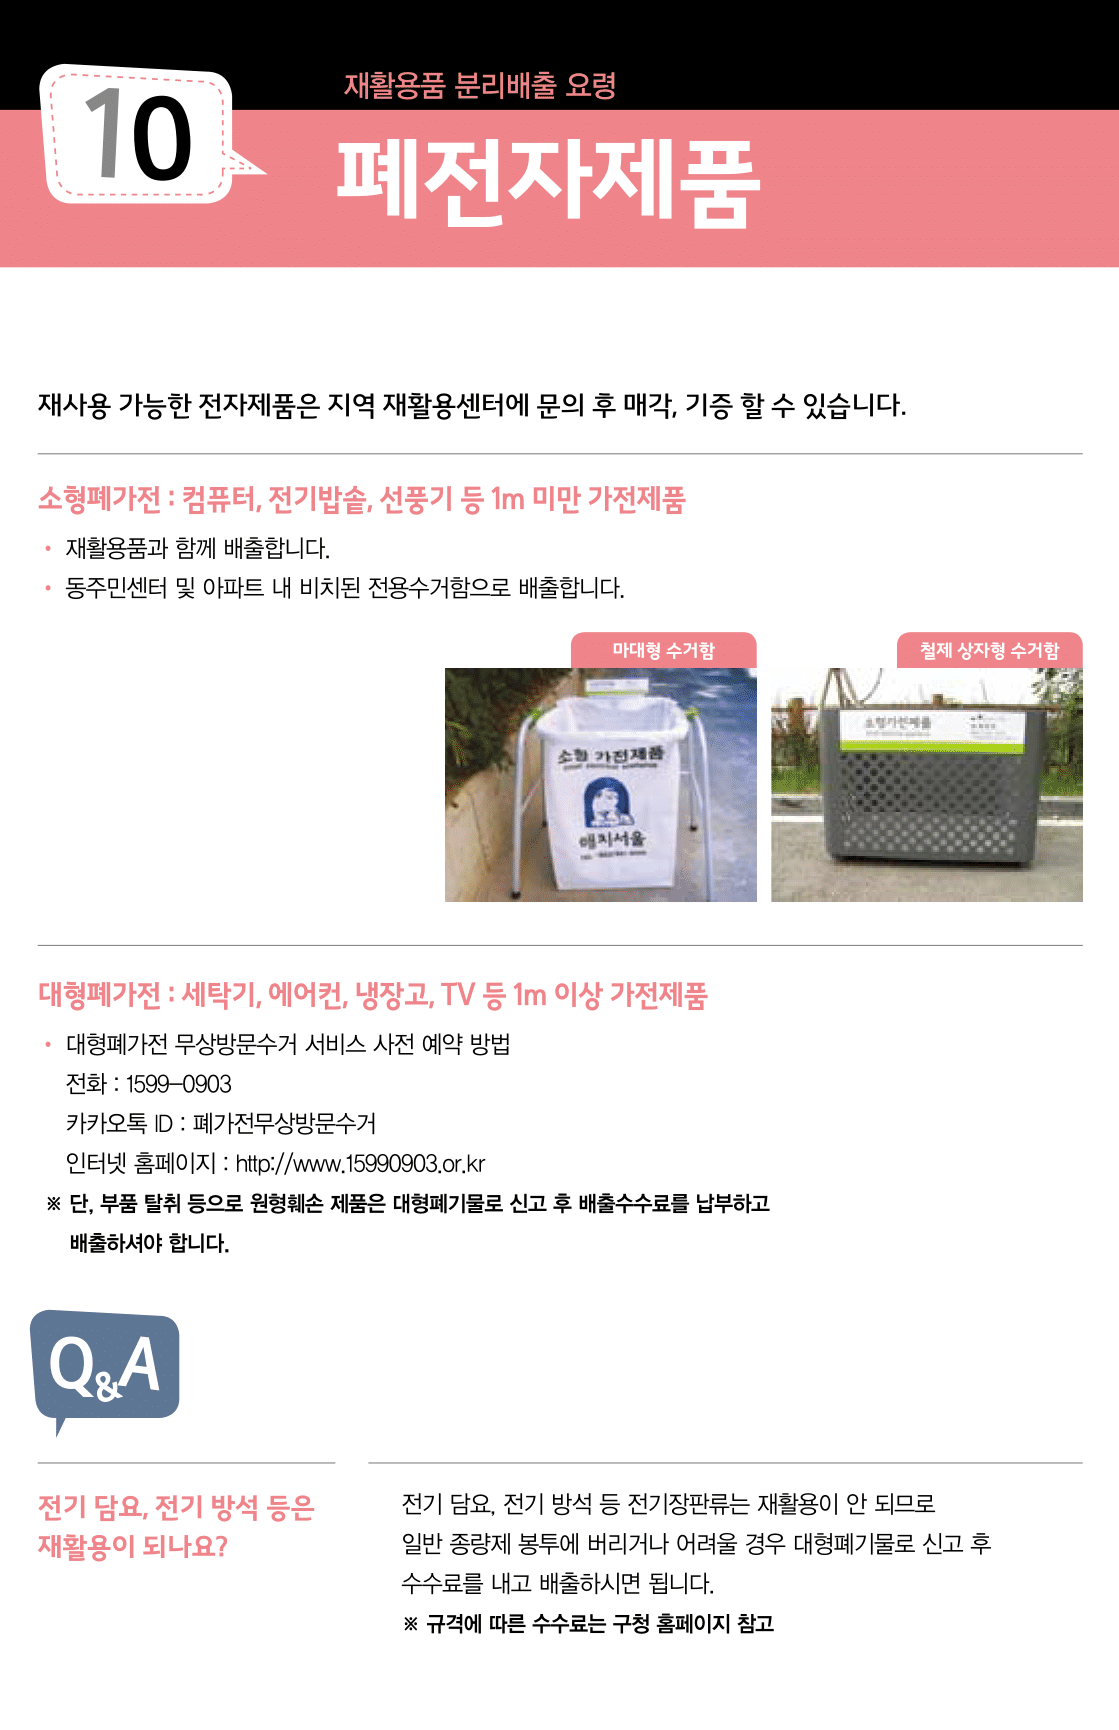 10
재활용품 분리배출 요령
폐전자제품
재사용 가능한 전자제품은 지역 재활용센터에 문의 후 매각, 기증 할 수 있습니다.
소형폐가전 : 컴퓨터, 전기밥솥, 선풍기 등 1m 미만 가전제품
• 재활용품과 함께 배출합니다.
• 동주민센터 및 아파트 내 비치된 전용수거함으로 배출합니다.
마대형 수거함
철제 상자형 수거함
소형 가전제품
해치서울
소형가전제품
대형폐가전 : 세탁기, 에어컨, 냉장고, TV 등 1m 이상 가전제품
• 대형폐가전 무상방문수거 서비스 사전 예약 방법
전화 : 1599-0903
카카오톡 ID : 폐가전무상방문수거
인터넷 홈페이지 : http://www.15990903.or.kr
※ 단, 부품 탈취 등으로 원형훼손 제품은 대형폐기물로 신고 후 배출수수료를 납부하고
배출하셔야 합니다.
Q&A
전기 담요, 전기 방석 등은
재활용이 되나요?
전기 담요, 전기 방석 등 전기장판류는 재활용이 안 되므로
일반 종량제 봉투에 버리거나 어려울 경우 대형폐기물로 신고 후
수수료를 내고 배출하시면 됩니다.
※ 규격에 따른 수수료는 구청 홈페이지 참고